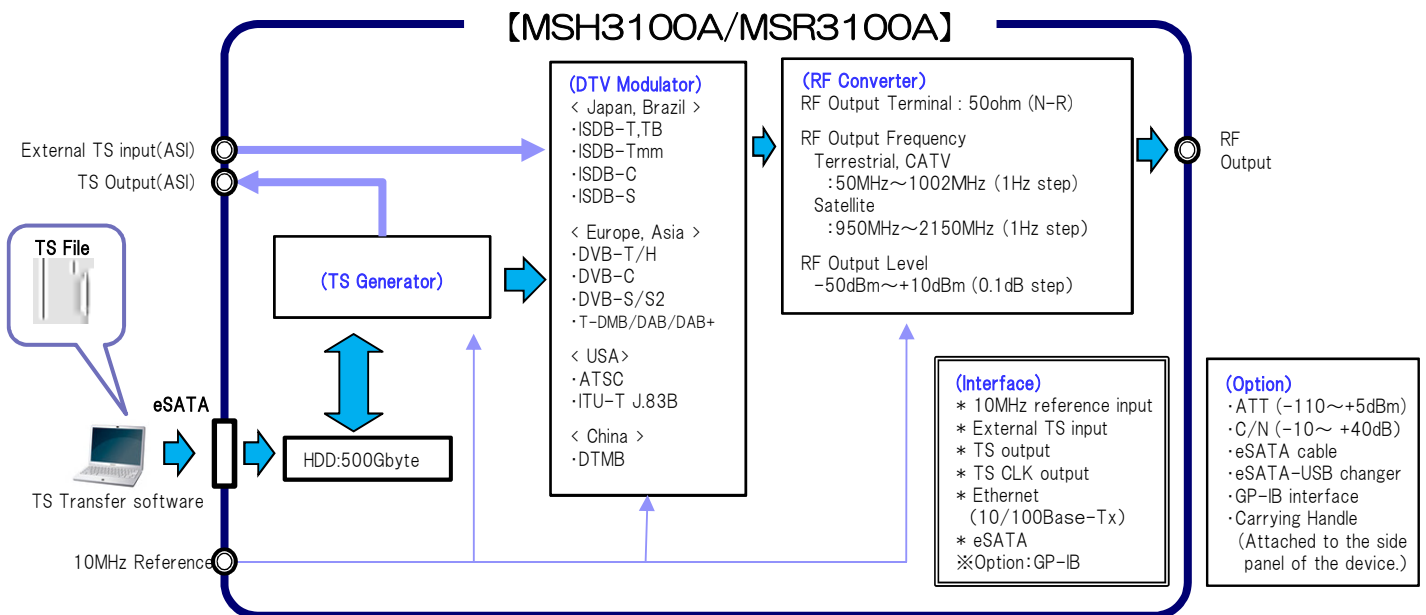 【MSH3100A/MSR3100A】
External TS input(ASI)
TS Output(ASI)
TS File
eSATA
TS Transfer software
10MHz Reference
(TS Generator)
HDD:500Gbyte
(DTV Modulator)
< Japan, Brazil >
・ISDB-T,TB
・ISDB-Tmm
・ISDB-C
・ISDB-S
< Europe, Asia >
・DVB-T/H
・DVB-C
・DVB-S/S2
・T-DMB/DAB/DAB+
< USA>
・ATSC
・ITU-T J.83B
< China >
・DTMB
(RF Converter)
RF Output Terminal : 50ohm (N-R)
RF Output Frequency
Terrestrial, CATV
:50MHz～1002MHz (1Hz step)
Satellite
:950MHz～2150MHz (1Hz step)
RF Output Level
-50dBm～+10dBm (0.1dB step)
RF
Output
(Interface)
* 10MHz reference input
* External TS input
* TS output
* TS CLK output
* Ethernet
(10/100Base-Tx)
* eSATA
※Option:GP-IB
(Option)
・ATT (-110～+5dBm)
・C/N (-10～ +40dB)
・eSATA cable
・eSATA-USB changer
・GP-IB interface
・Carrying Handle
(Attached to the side
panel of the device.)